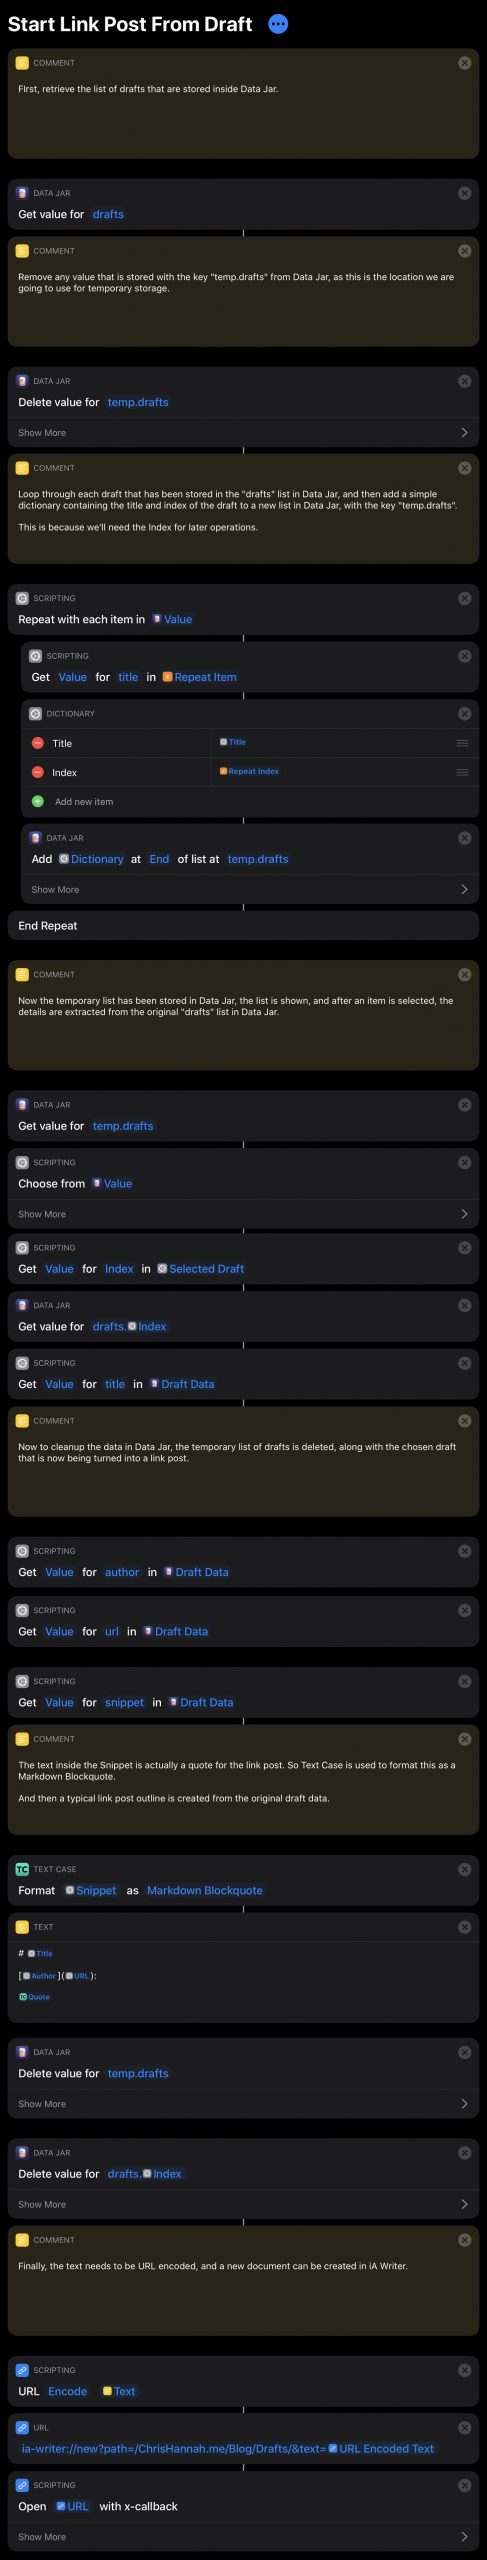 Start Link Post From Draft
COMMENT
FIrst, retrieve the list of drafts that are stored inside Data Jar.
DATA JAR
Get value for drafts
COMMENT
Remove any value that is stored with the key "temp.drafts" from Data Jar, as this is the location we are
going to use for temporary storage.
DATA JAR
Delete value for temp.drafts
Show More
COMMENT
Loop through each draft that has been stored in the "drafts" list in Data Jar, and then add a simple
dictionary containing the title and index of the draft to a new list in Data Jar, with the key "temp.drafts".
This is because we'll need the Index for later operations.
SCRIPTING
Repeat with each item in Value
SCRIPTING
Get Value for title in Repeat Item
DICTIONARY
Title Title
Index Repeat Index
Add new item
DATA JAR
Add Dictionary at End of list at temp.drafts
Show More
End Repeat
COMMENT
Now the temporary list has been stored in Data Jar, the list is shown, and after an item is selected, the
details are extracted from the original "drafts" list in Data Jar.
DATA JAR
Get value for temp.drafts
SCRIPTING
Choose from Value
Show More
SCRIPTING
Get Value for Index in Selected Draft
DATA JAR
Get value for drafts.Index
SCRIPTING
Get Value for title in Draft Data
COMMENT
Now to cleanup the data in Data Jar, the temporary list of drafts is deleted, along with the chosen draft
that is now being turned into a link post.
SCRIPTING
Get Value for author in Draft Data
SCRIPTING
Get Value for url in Draft Data
SCRIPTING
Get Value for snippet in Draft Data
COMMENT
The text inside the Snippet is actually a quote for the link post. So Text Case is used to format this as a
Markdown Blockquote.
And then a typical link post outline is created from the original draft data.
TC TEXT CASE
Format Snippet as Markdown Blockquote
TEXT
# Title
[Author](URL):
TC Quote
DATA JAR
Delete value for temp.drafts
Show More
DATA JAR
Delete value for drafts.Index
Show More
COMMENT
Finally, the text needs to be URL encoded, and a new document can be created in iA Writer.
SCRIPTING
URL Encode Text
URL
ia-writer://new?path=/ChrisHannah.me/Blog/Drafts/&text=URL Encoded Text
SCRIPTING
Open URL with x-callback
Show More